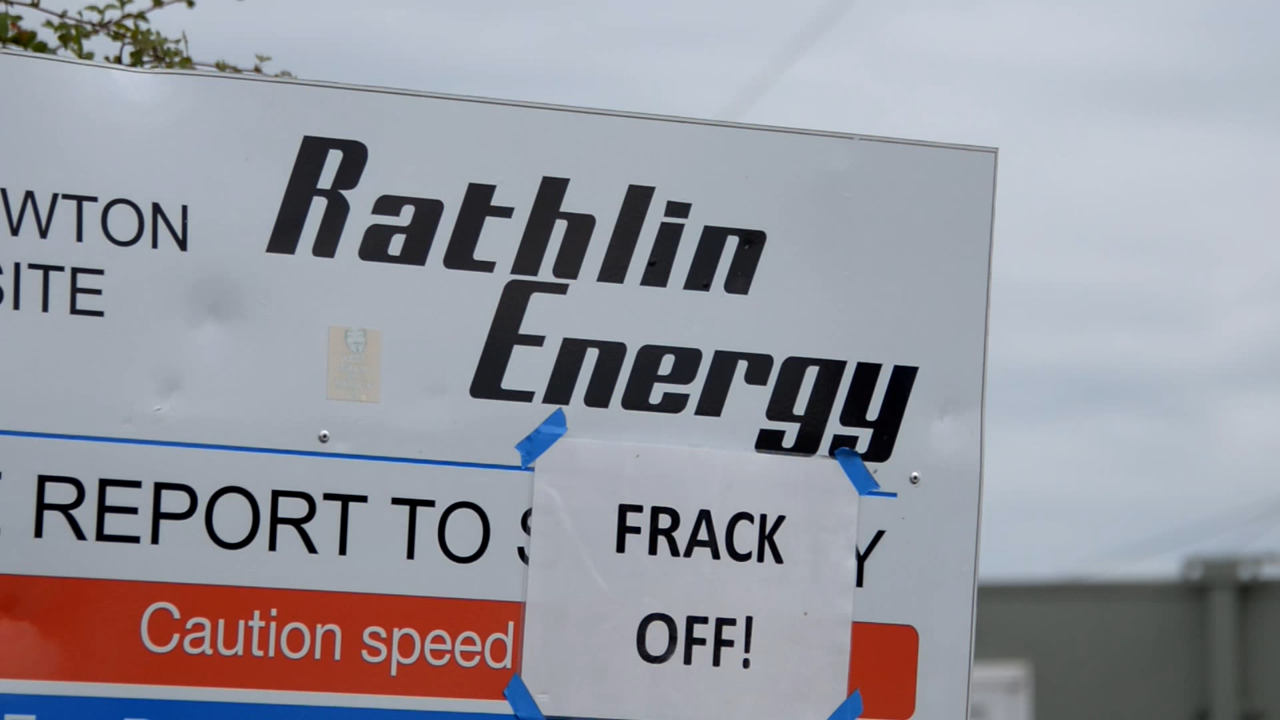 WTON
SITE
Rathlin
Energy
REPORT TO
Caution speed
FRACK
OFF!